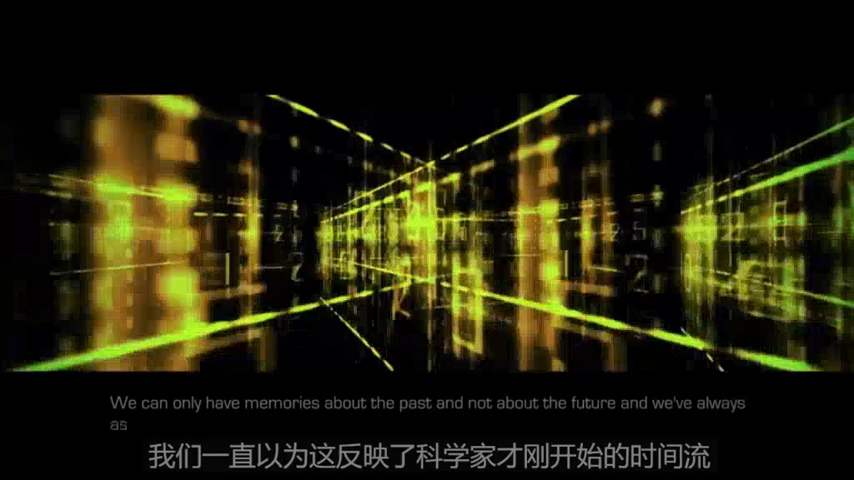 We can only have memories about the past and not about the future and we've always
as
我们一直以为这反映了科学家才刚开始的时间流